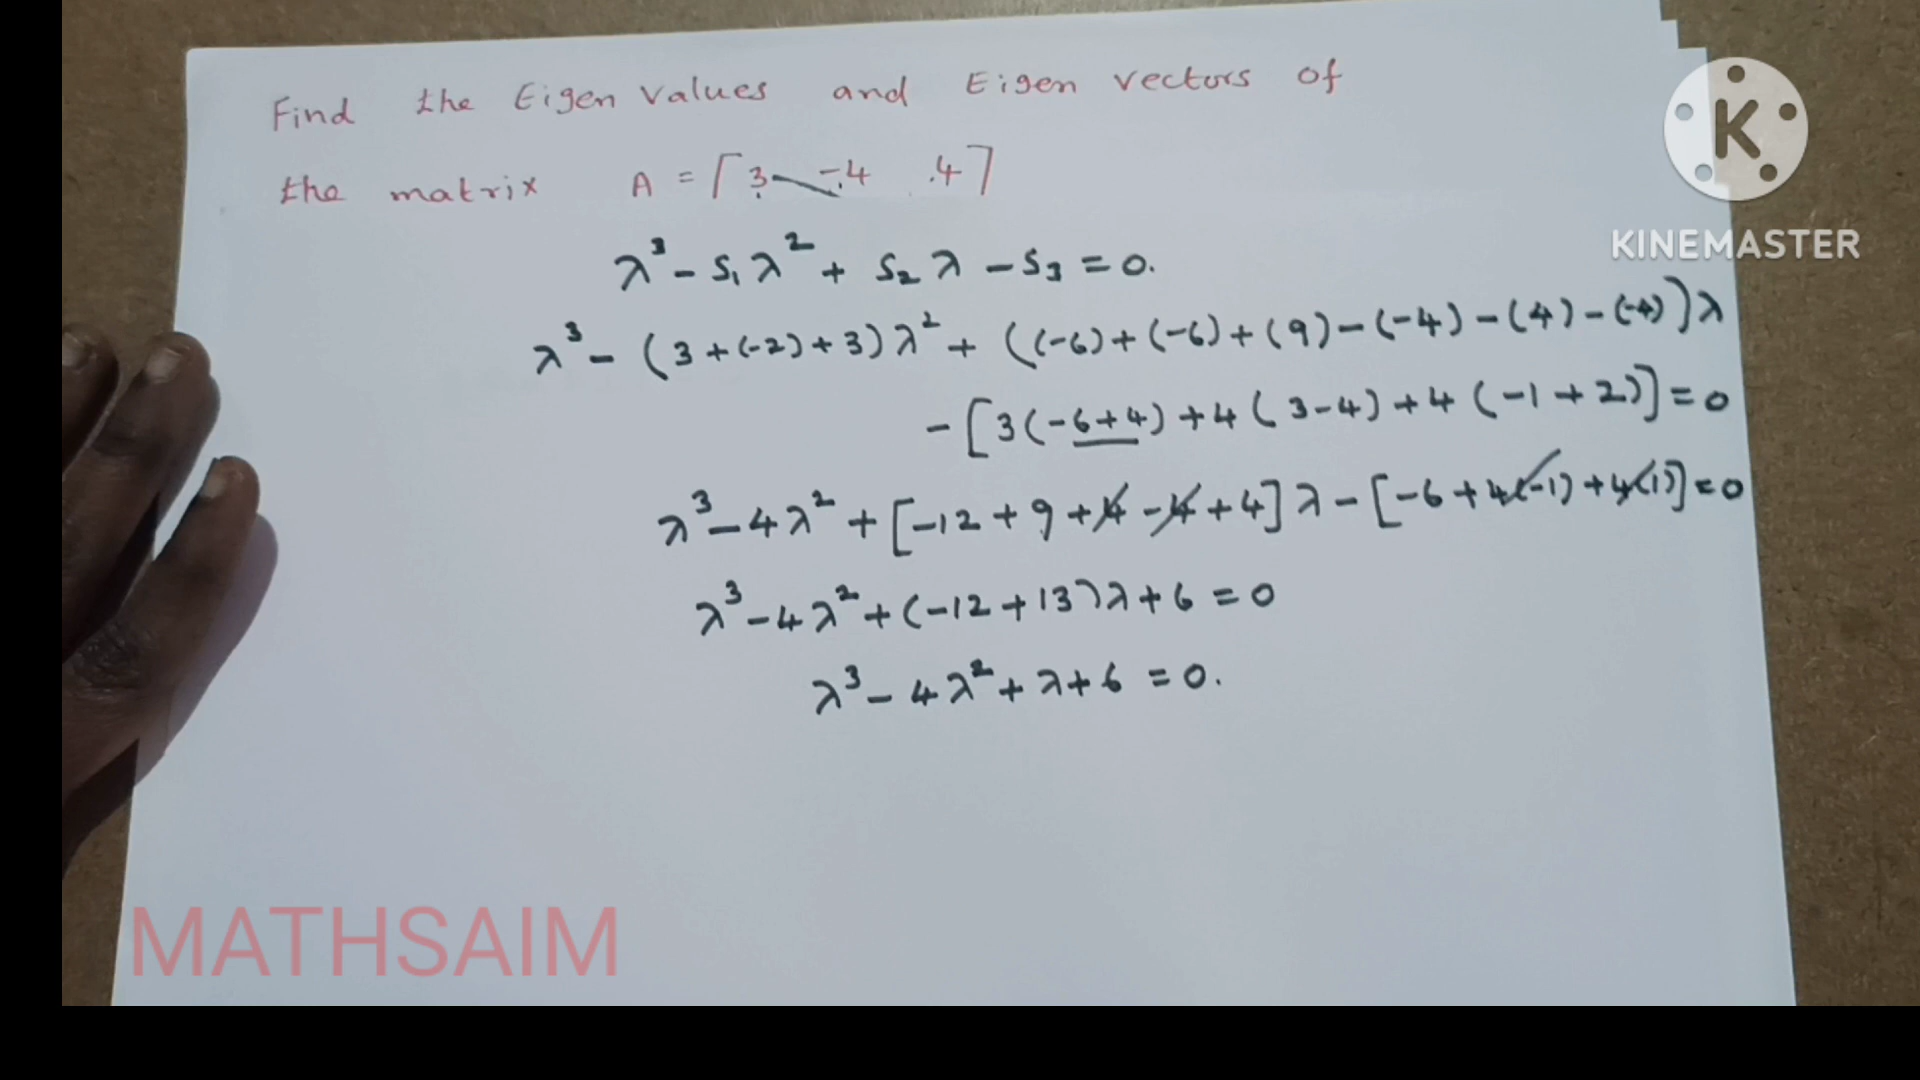 Find the Eigen values and Eigen vectors of
the matrix A = [3 -4 4]
λ³ - S₁λ² + S₂λ - S₃ = 0.
λ³ - (3+(-2)+3)λ² + ((-6)+(-6)+(9)-(-4)-(4)-(-4))λ
-[3(-6+4)+4(3-4)+4(-1+2)]=0
λ³-4λ²+[-12+9+4-4+4]λ-[-6+4(-1)+4(1)]=0
λ³-4λ²+(-12+13)λ+6=0
λ³-4λ²+λ+6=0.
K
KINEMASTER
MATHSAIM